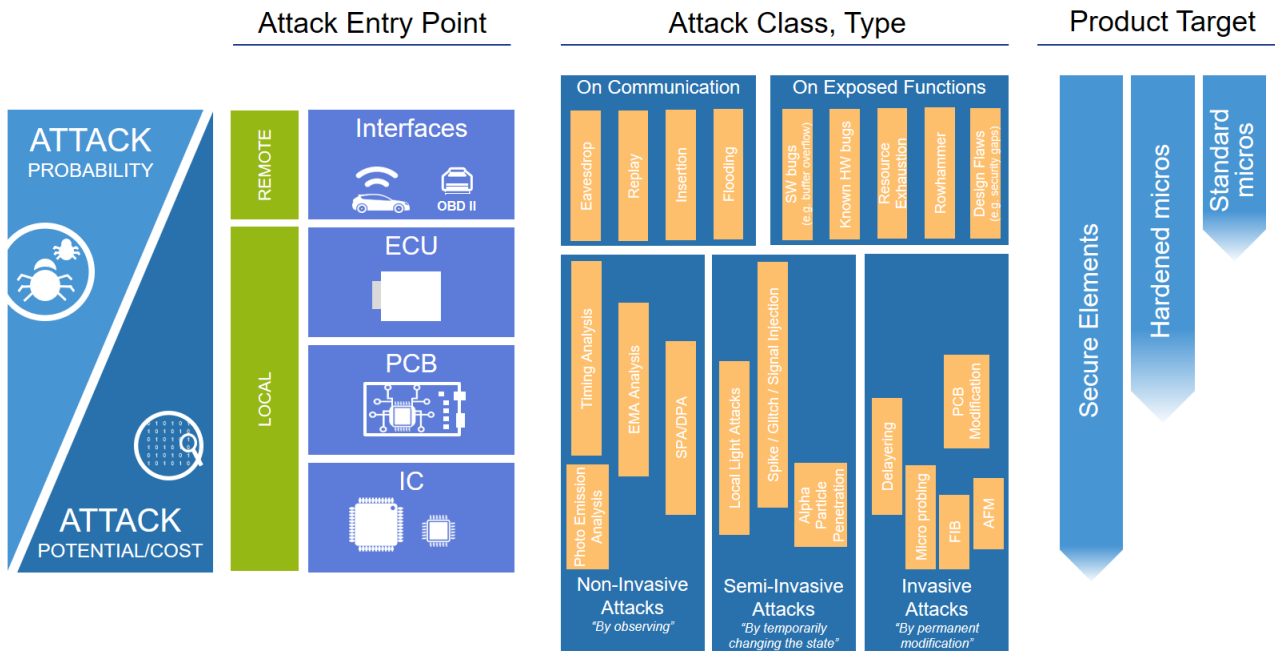 Attack Entry Point
Attack Class, Type
Product Target
ATTACK
PROBABILITY
ATTACK
POTENTIAL/COST
REMOTE
LOCAL
Interfaces
OBD II
ECU
PCB
IC
On Communication
Eavesdrop
Replay
Insertion
Flooding
On Exposed Functions
SW bugs
(e.g. buffer overflow)
Known HW bugs
Resource
Exhaustion
Rowhammer
Design Flaws
(e.g. security gaps)
Timing Analysis
Photo Emission
Analysis
EMA Analysis
SPA/DPA
Non-Invasive
Attacks
“By observing”
Local Light Attacks
Spike / Glitch / Signal Injection
Alpha
Particle
Penetration
Semi-Invasive
Attacks
“By temporarily
changing the state”
Delayering
Micro probing
PCB
Modification
FIB
AFM
Invasive
Attacks
“By permanent
modification”
Secure Elements
Hardened micros
Standard
micros